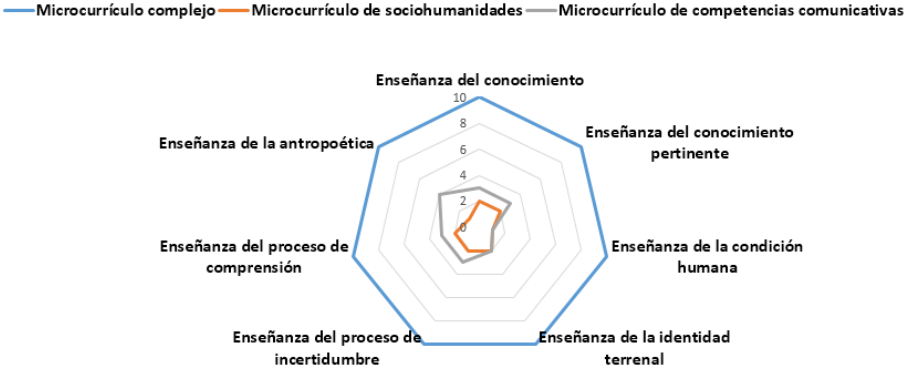 Microcurrículo complejo
Microcurrículo de sociohumanidades
Microcurrículo de competencias comunicativas
Enseñanza del conocimiento
10
8
6
4
2
0
Enseñanza del conocimiento
pertinente
Enseñanza de la condición
humana
Enseñanza de la identidad
terrenal
Enseñanza del proceso de
incertidumbre
Enseñanza del proceso de
comprensión
Enseñanza de la antropoética